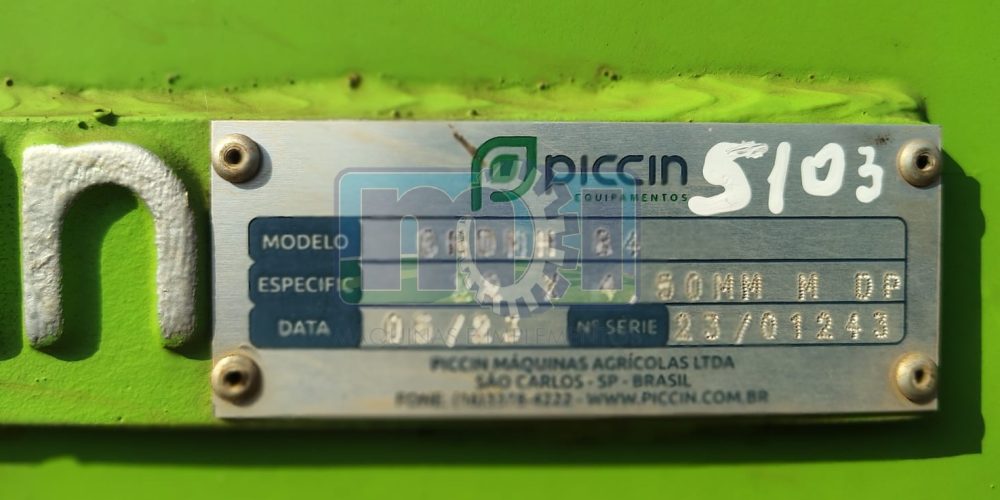 n
Piccin
EQUIPAMENTOS
5103
MODELO
ESPECIFIC 50MM M DP
DATA 05/23 Nº SÉRIE 23/01243
PICCIN MÁQUINAS AGRÍCOLAS LTDA
SÃO CARLOS - SP - BRASIL
WWW.PICCIN.COM.BR